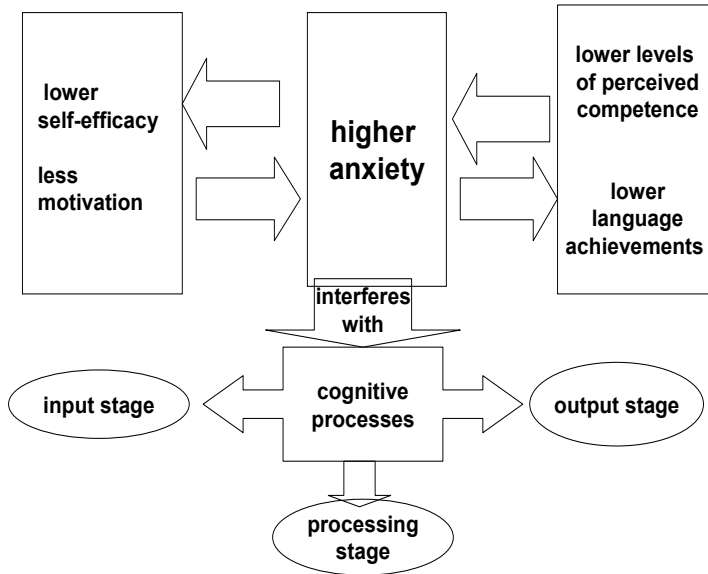 lower
self-efficacy
less
motivation
higher
anxiety
lower levels
of perceived
competence
lower
language
achievements
interferes
with
cognitive
processes
input stage
output stage
processing
stage